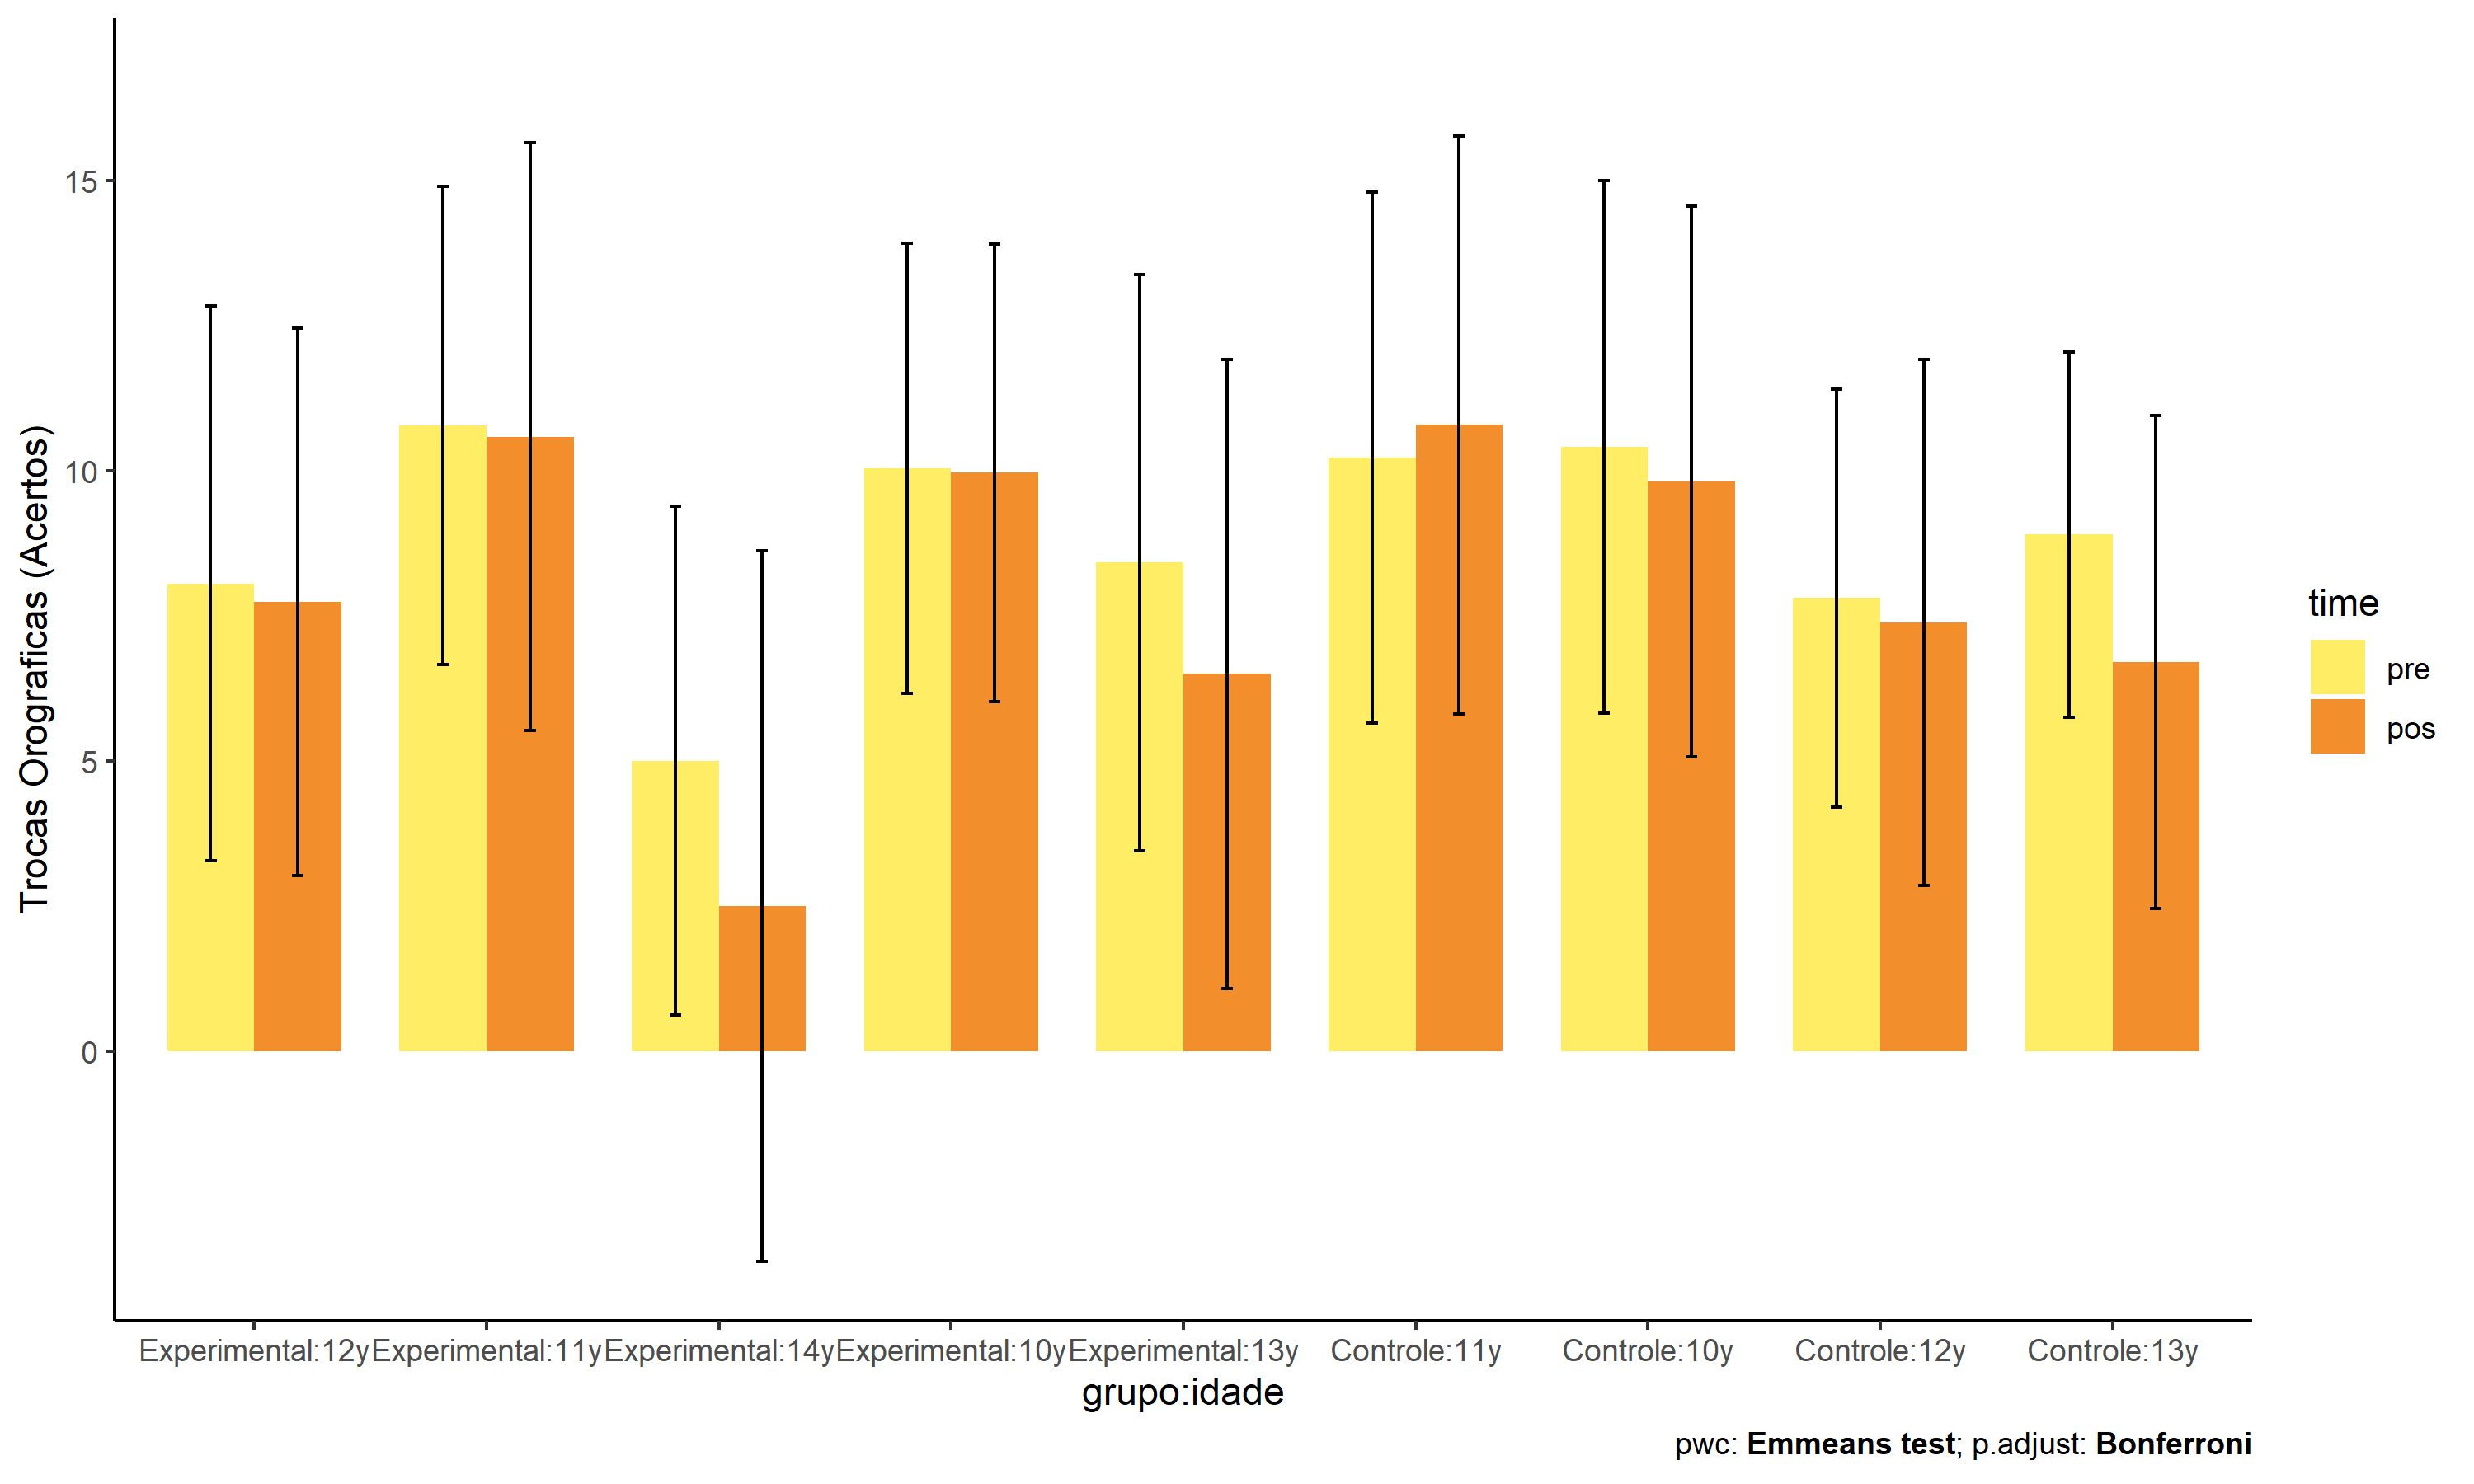 Trocas Orograficas (Acertos)
15
10
5
0
Experimental:12y Experimental:11y Experimental:14y Experimental:10y Experimental:13y Controle:11y Controle:10y Controle:12y Controle:13y
grupo:idade
time
pre
pos
pwc: Emmeans test; p.adjust: Bonferroni